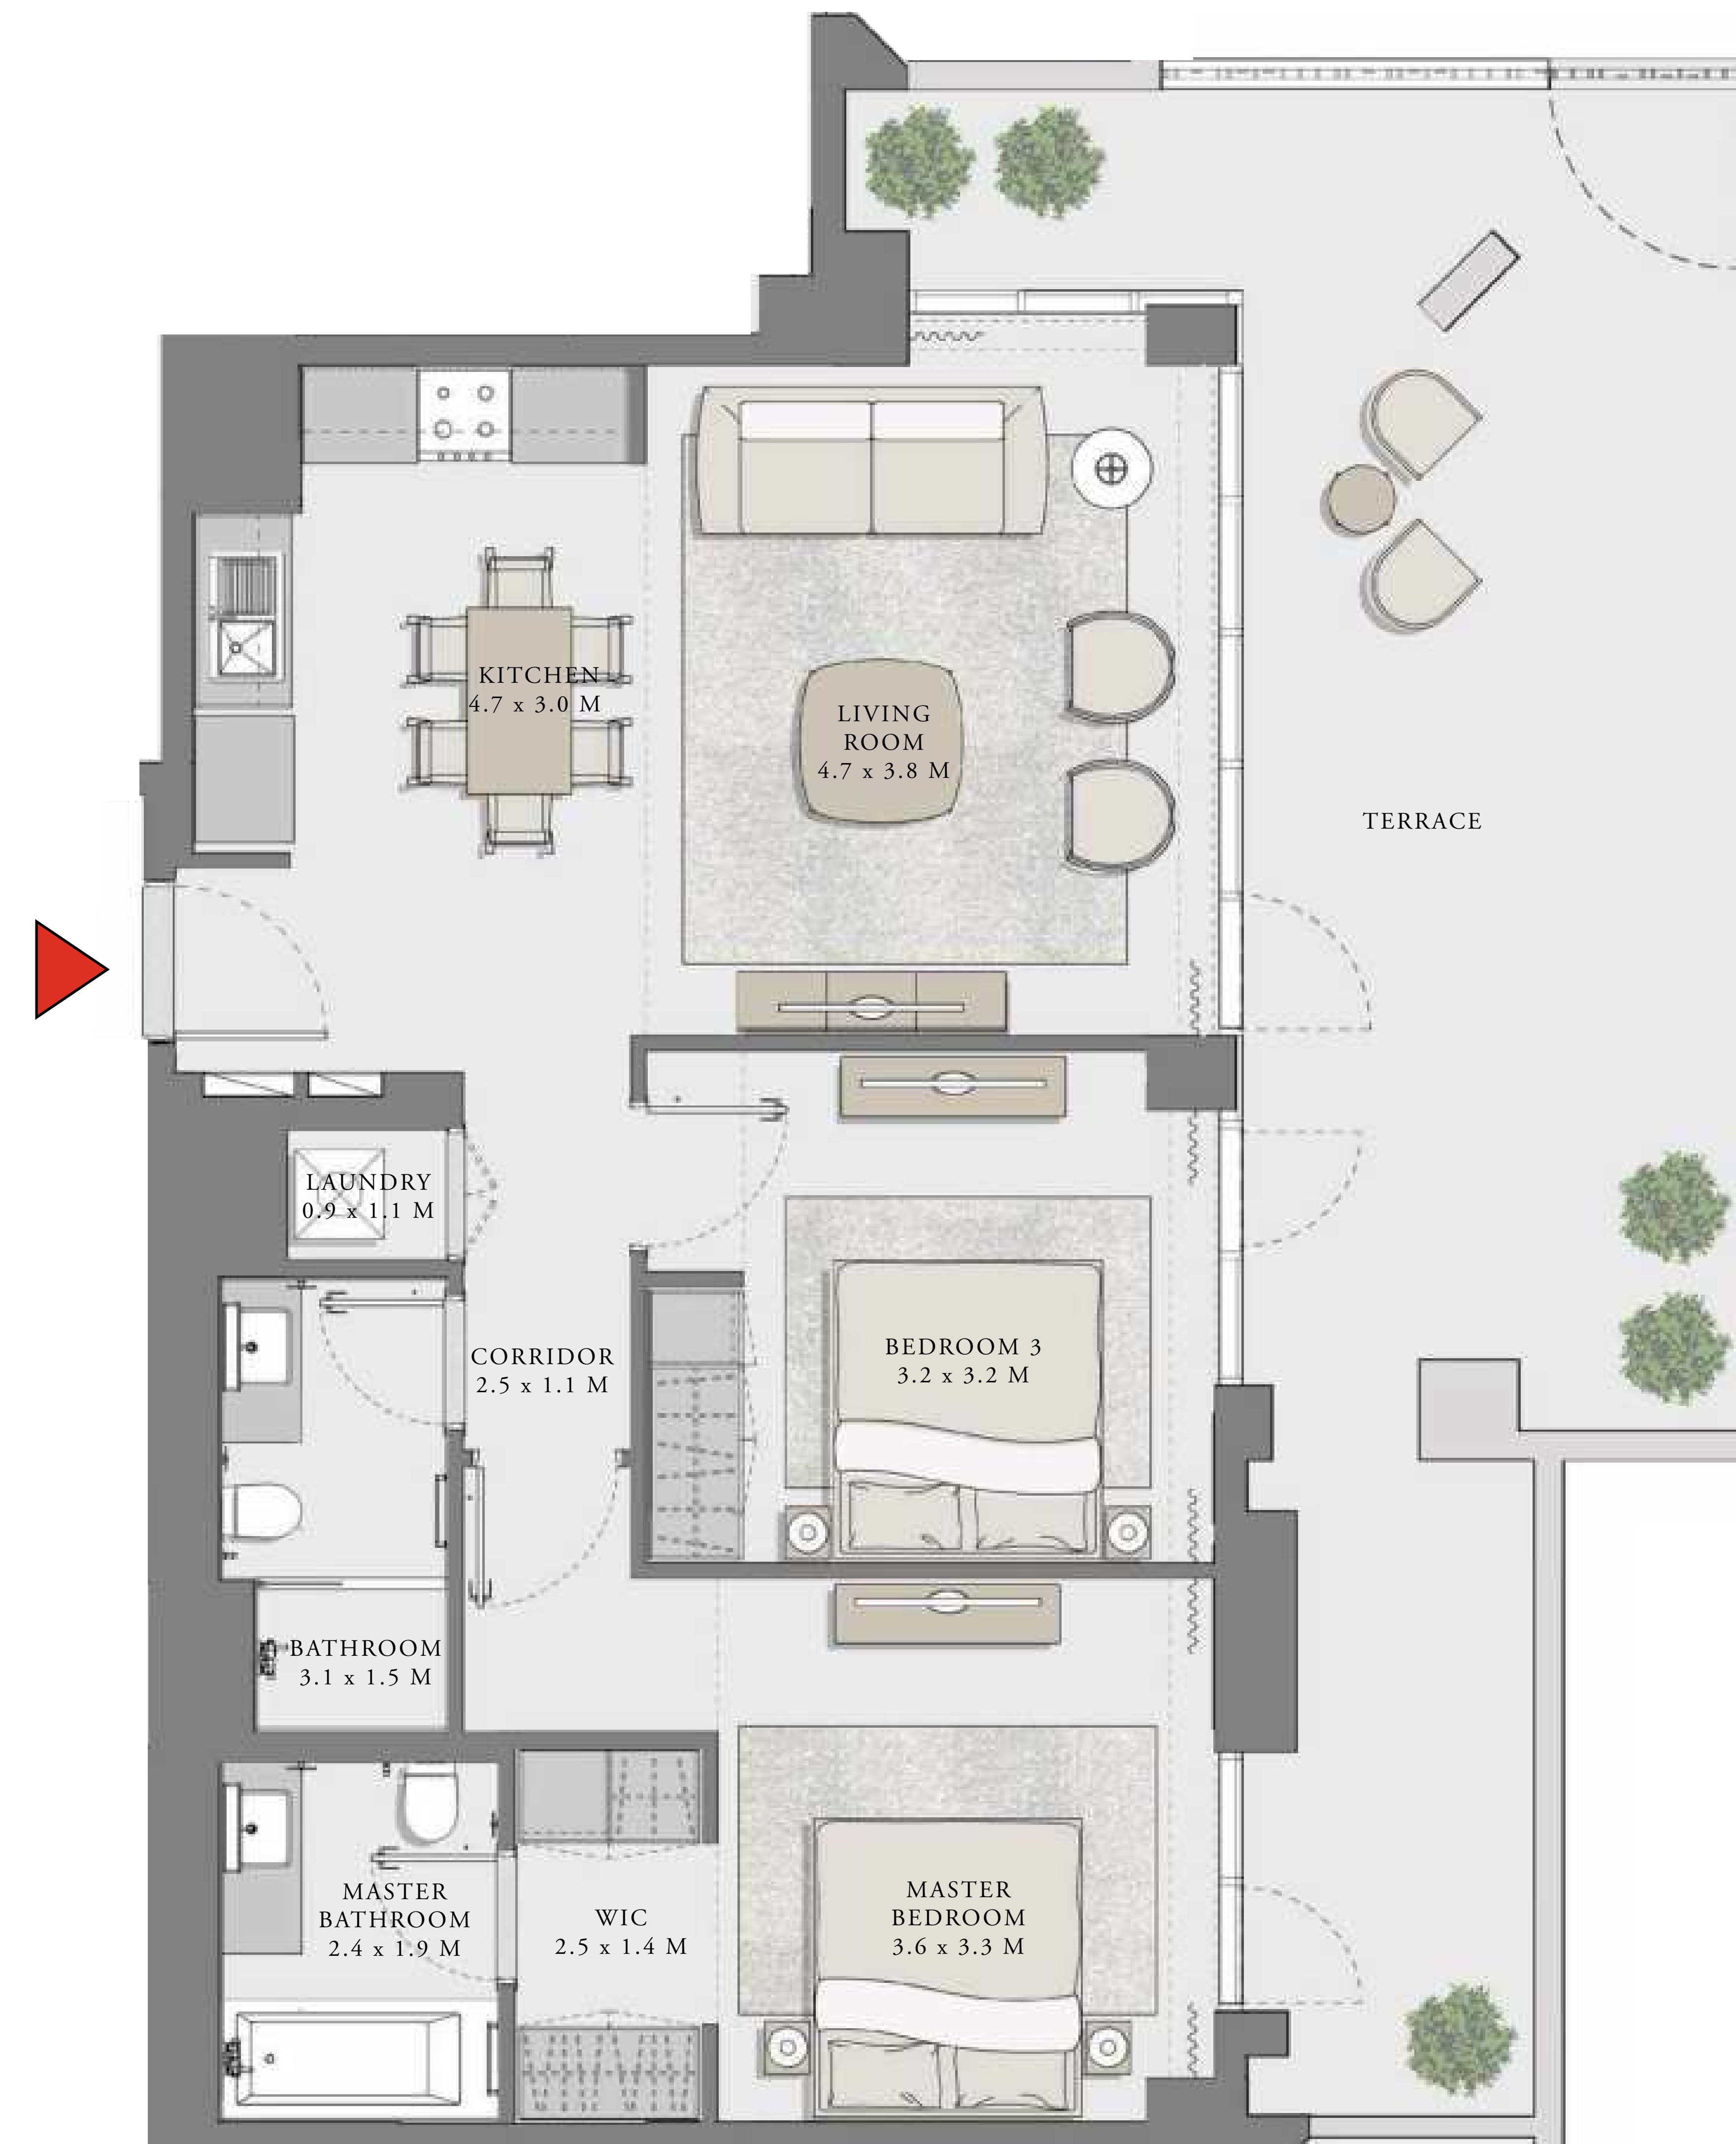 KITCHEN
4.7 x 3.0 M
LIVING
ROOM
4.7 x 3.8 M
TERRACE
LAUNDRY
0.9 x 1.1 M
CORRIDOR
2.5 x 1.1 M
BEDROOM 3
3.2 x 3.2 M
BATHROOM
3.1 x 1.5 M
MASTER
BATHROOM
2.4 x 1.9 M
WIC
2.5 x 1.4 M
MASTER
BEDROOM
3.6 x 3.3 M